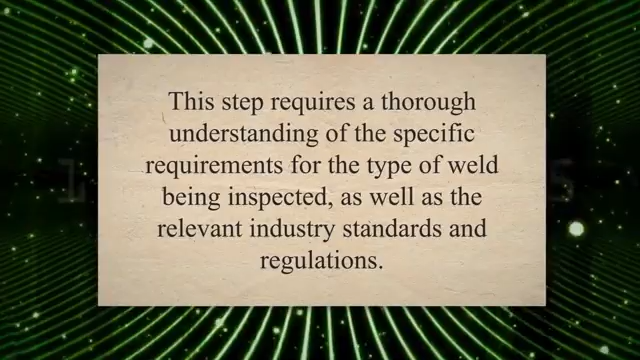 This step requires a thorough
understanding of the specific
requirements for the type of weld
being inspected, as well as the
relevant industry standards and
regulations.